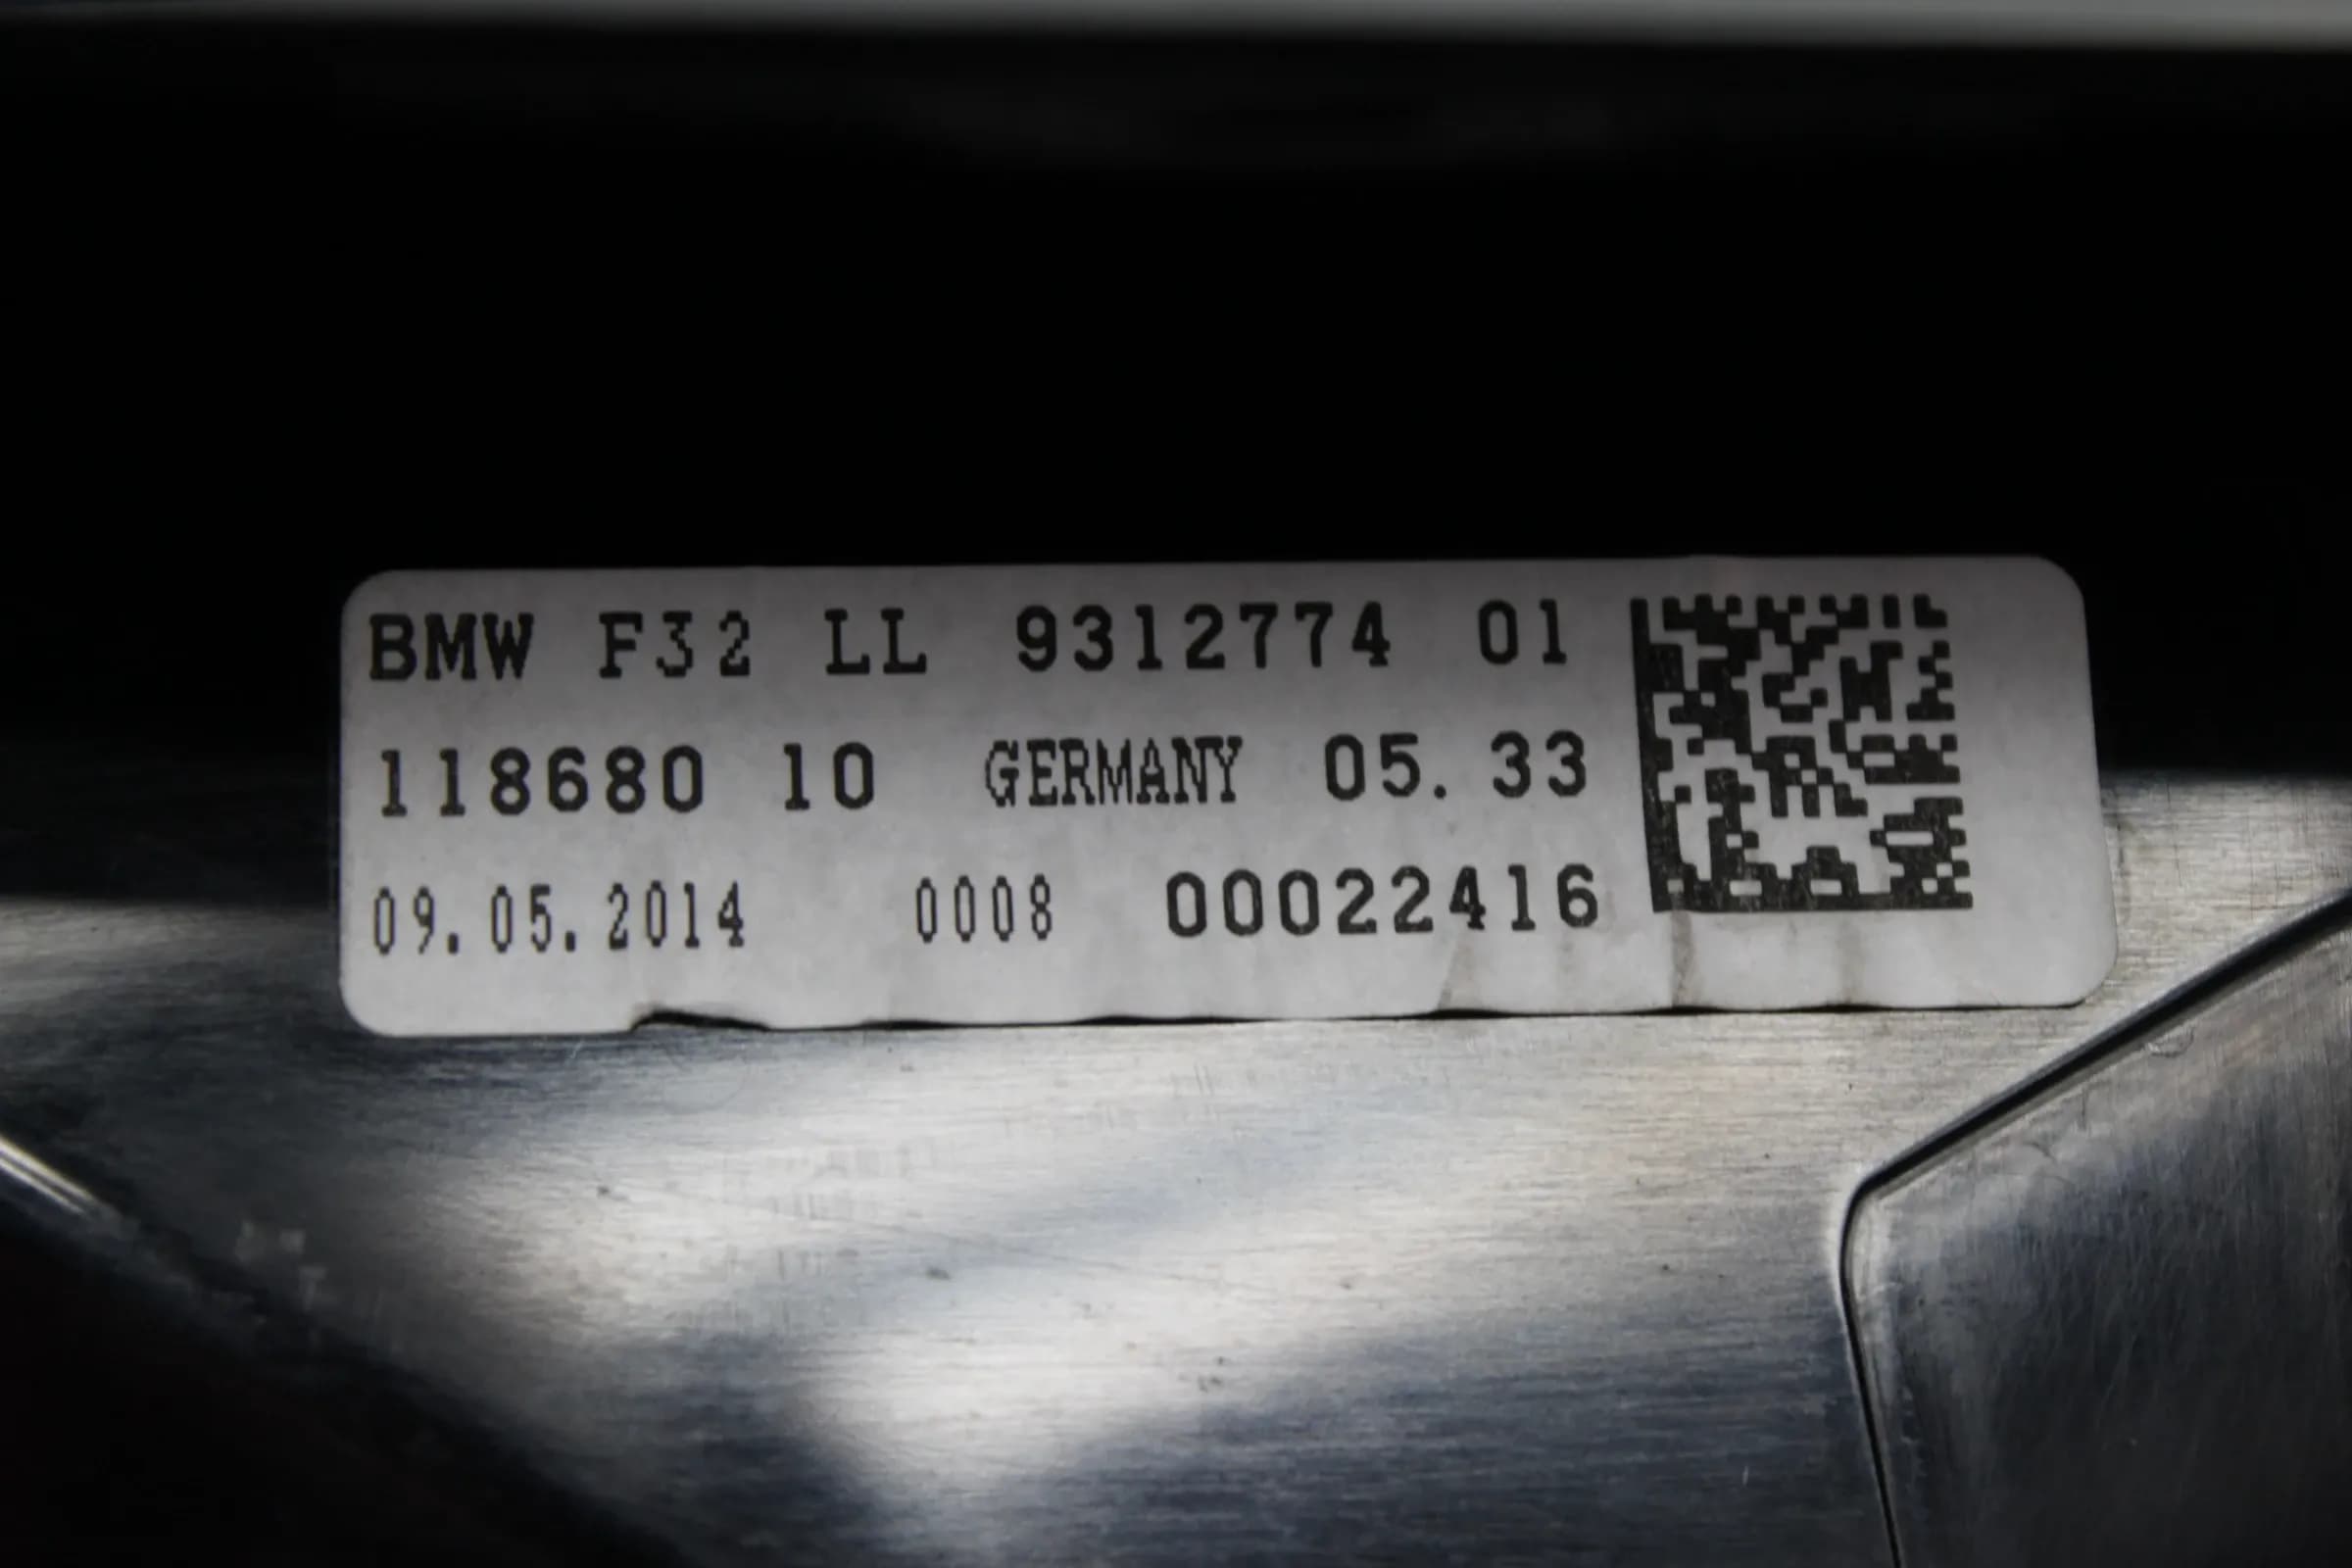 BMW F32 LL 9312774 01
118680 10 GERMANY 05.33
09.05.2014 0008 00022416